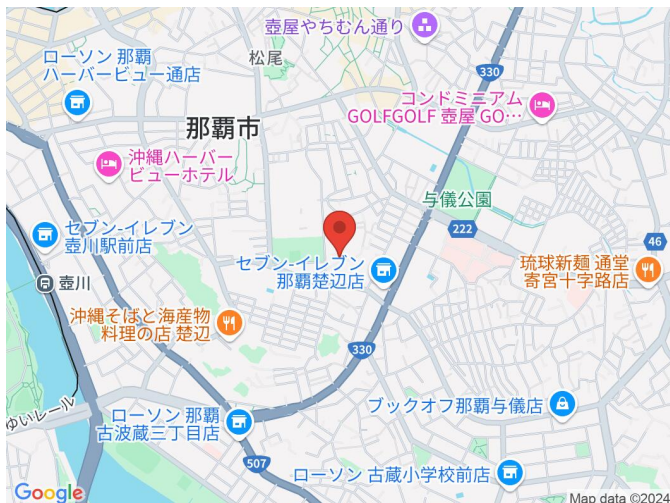 壺屋やちむん通り
松尾
ローソン 那覇
ハーバービュー通店
330
コンドミニアム
GOLFGOLF 壺屋 GO…
那覇市
沖縄ハーバー
ビューホテル
与儀公園
222
46
セブン-イレブン
壺川駅前店
セブン-イレブン
那覇楚辺店
琉球新麺 通堂
寄宮十字路店
壺川
沖縄そばと海産物
料理の店 楚辺
330
ゆいレール
ローソン 那覇
古波蔵三丁目店
ブックオフ那覇与儀店
507
ローソン 古蔵小学校前店
Google
Map data ©2024